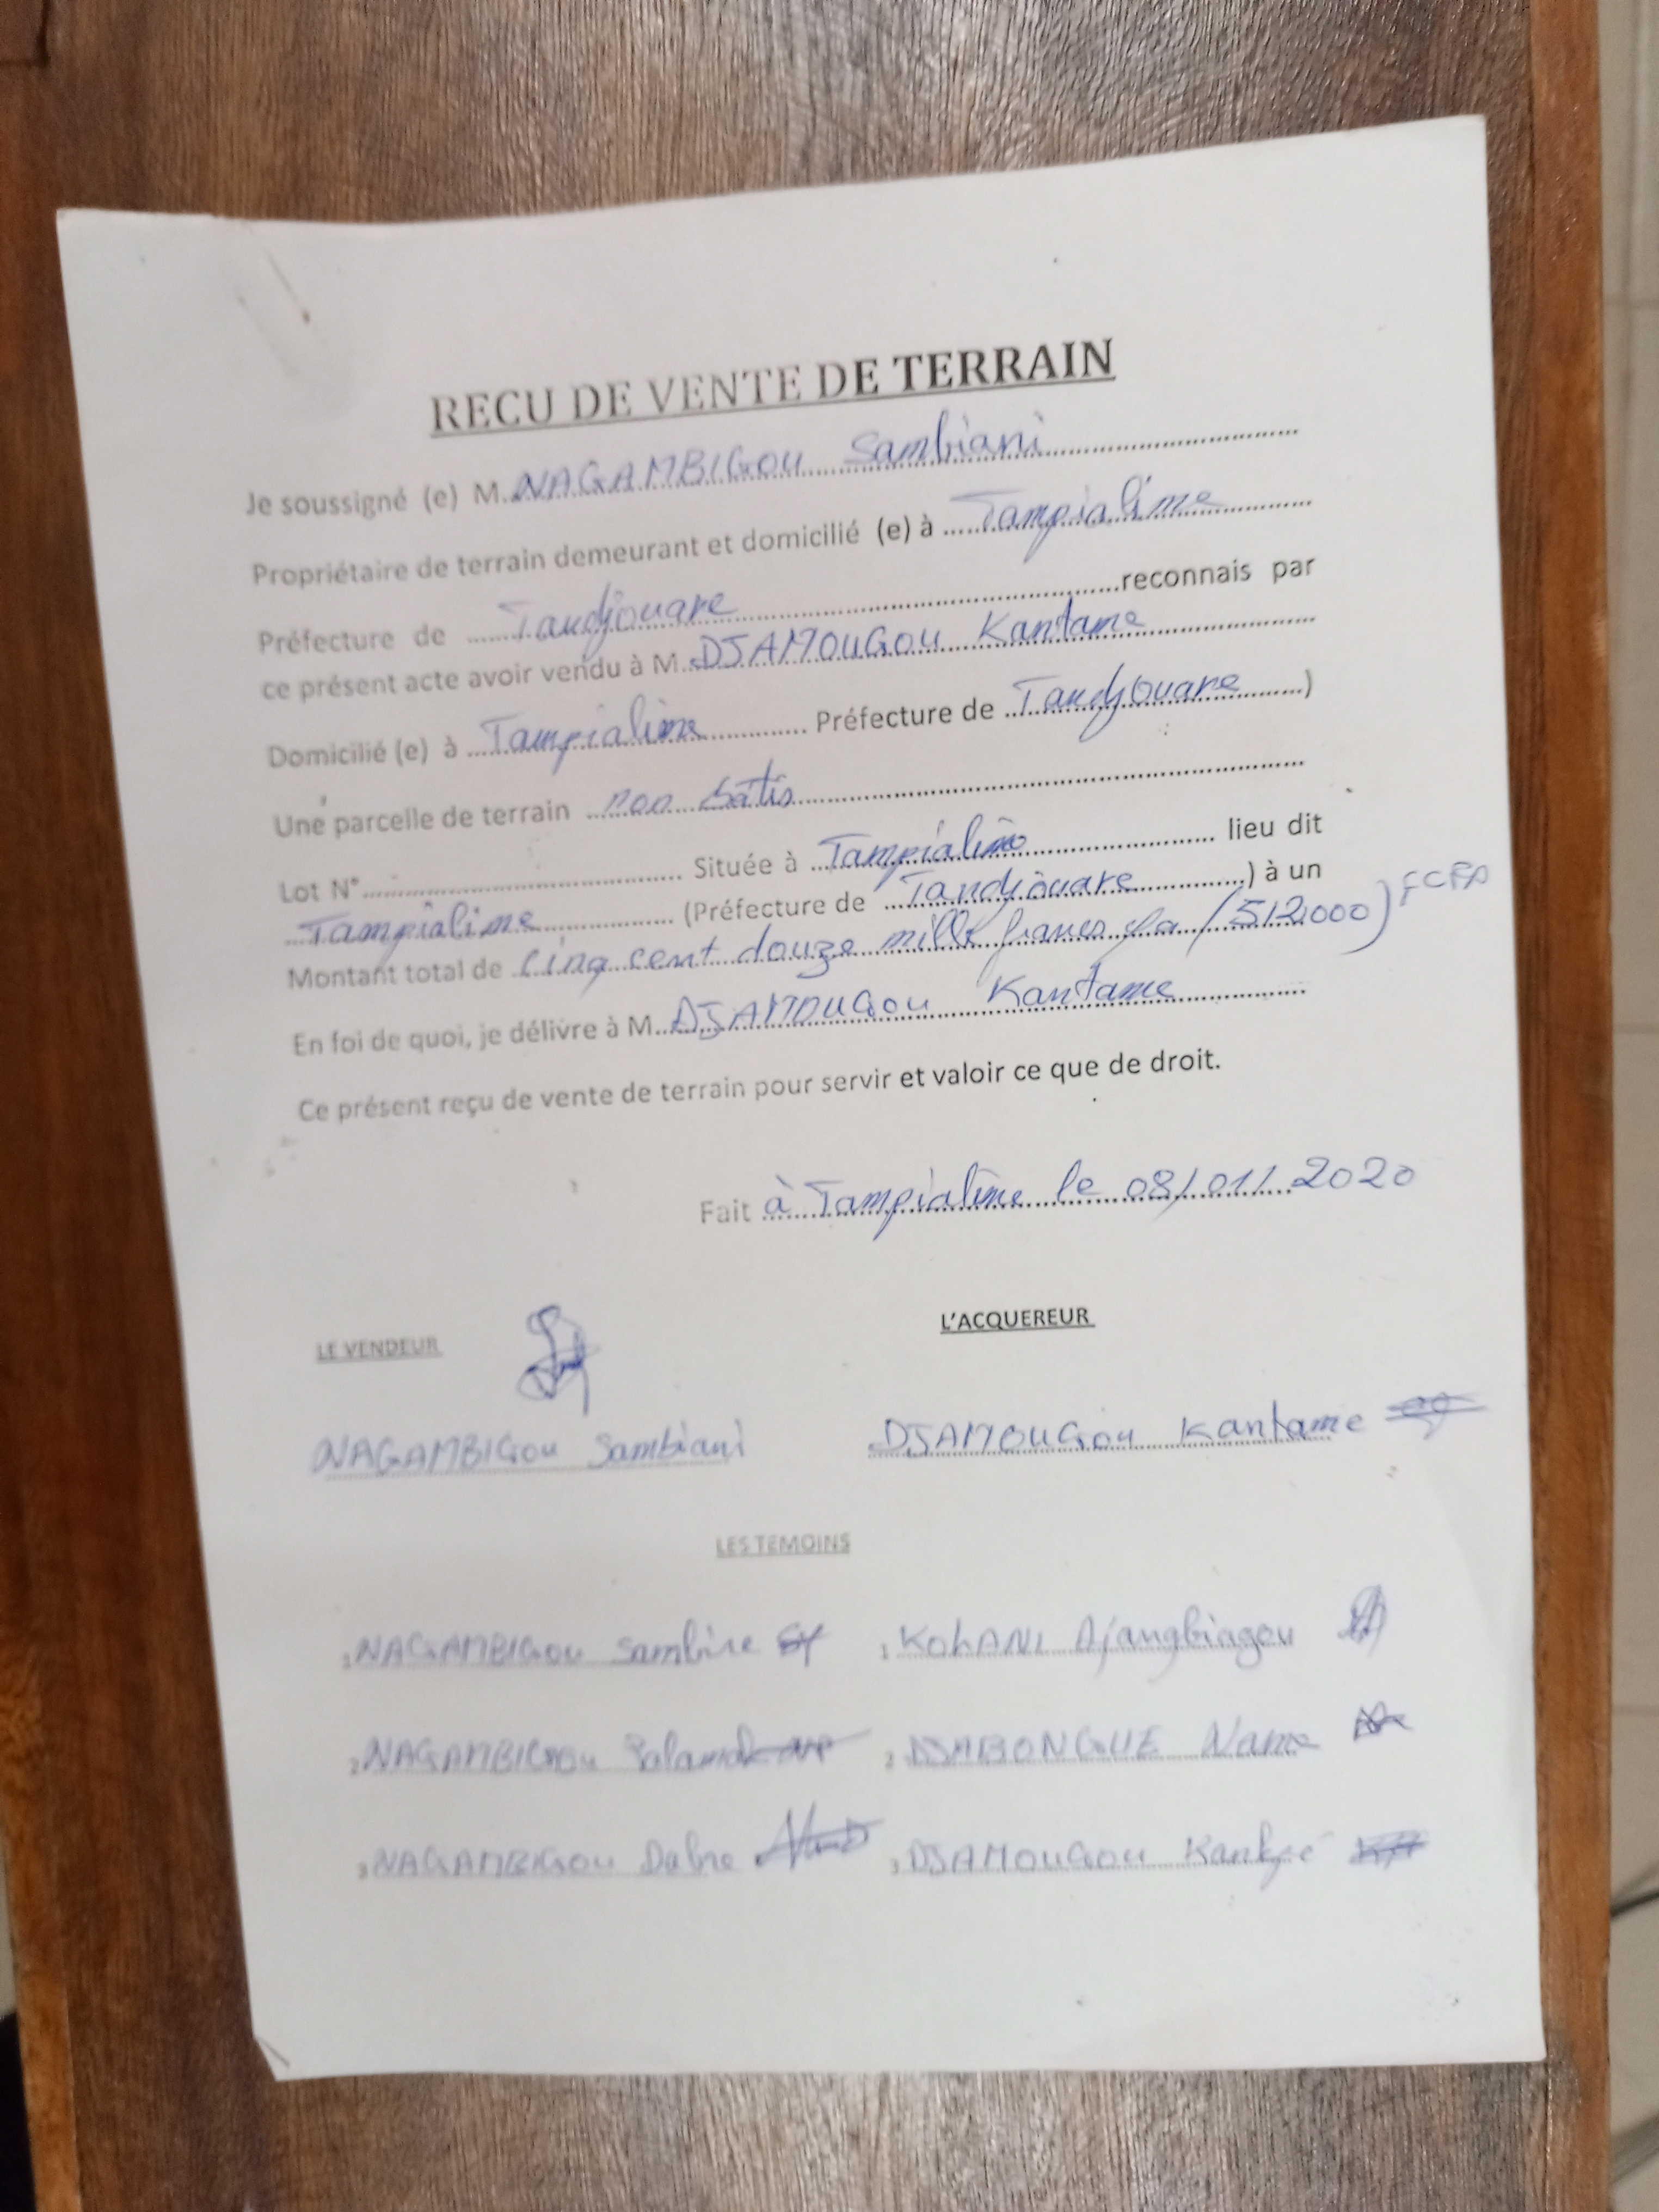 RECU DE VENTE DE TERRAIN
Je soussigné (e) M. NAGAMBIGOU Sambiani
Propriétaire de terrain demeurant et domicilié (e) à Tampialime
Préfecture de Tandjouare reconnais par
ce présent acte avoir vendu à M. DJAMOUGOU Kantame
Domicilié (e) à Tampialime Préfecture de Tandjouare )
Une parcelle de terrain non bâtis
Lot N° Située à Tampialime lieu dit
Tampialime (Préfecture de Tandjouare ) à un
Montant total de cinq cent douze mille francs cfa (512.000) FCFA
En foi de quoi, je délivre à M. DJAMOUGOU Kantame
Ce présent reçu de vente de terrain pour servir et valoir ce que de droit.
Fait à Tampialime le 08/01/2020
LE VENDEUR L'ACQUEREUR
NAGAMBIGOU Sambiani DJAMOUGOU Kantame
LES TEMOINS
1 NAGAMBIGOU Sambire 1 KOLANI Djangbiagou
2 NAGAMBIGOU 2 DJABONGUE Name
3 NAGAMBIGOU Dabre 3 DJAMOUGOU